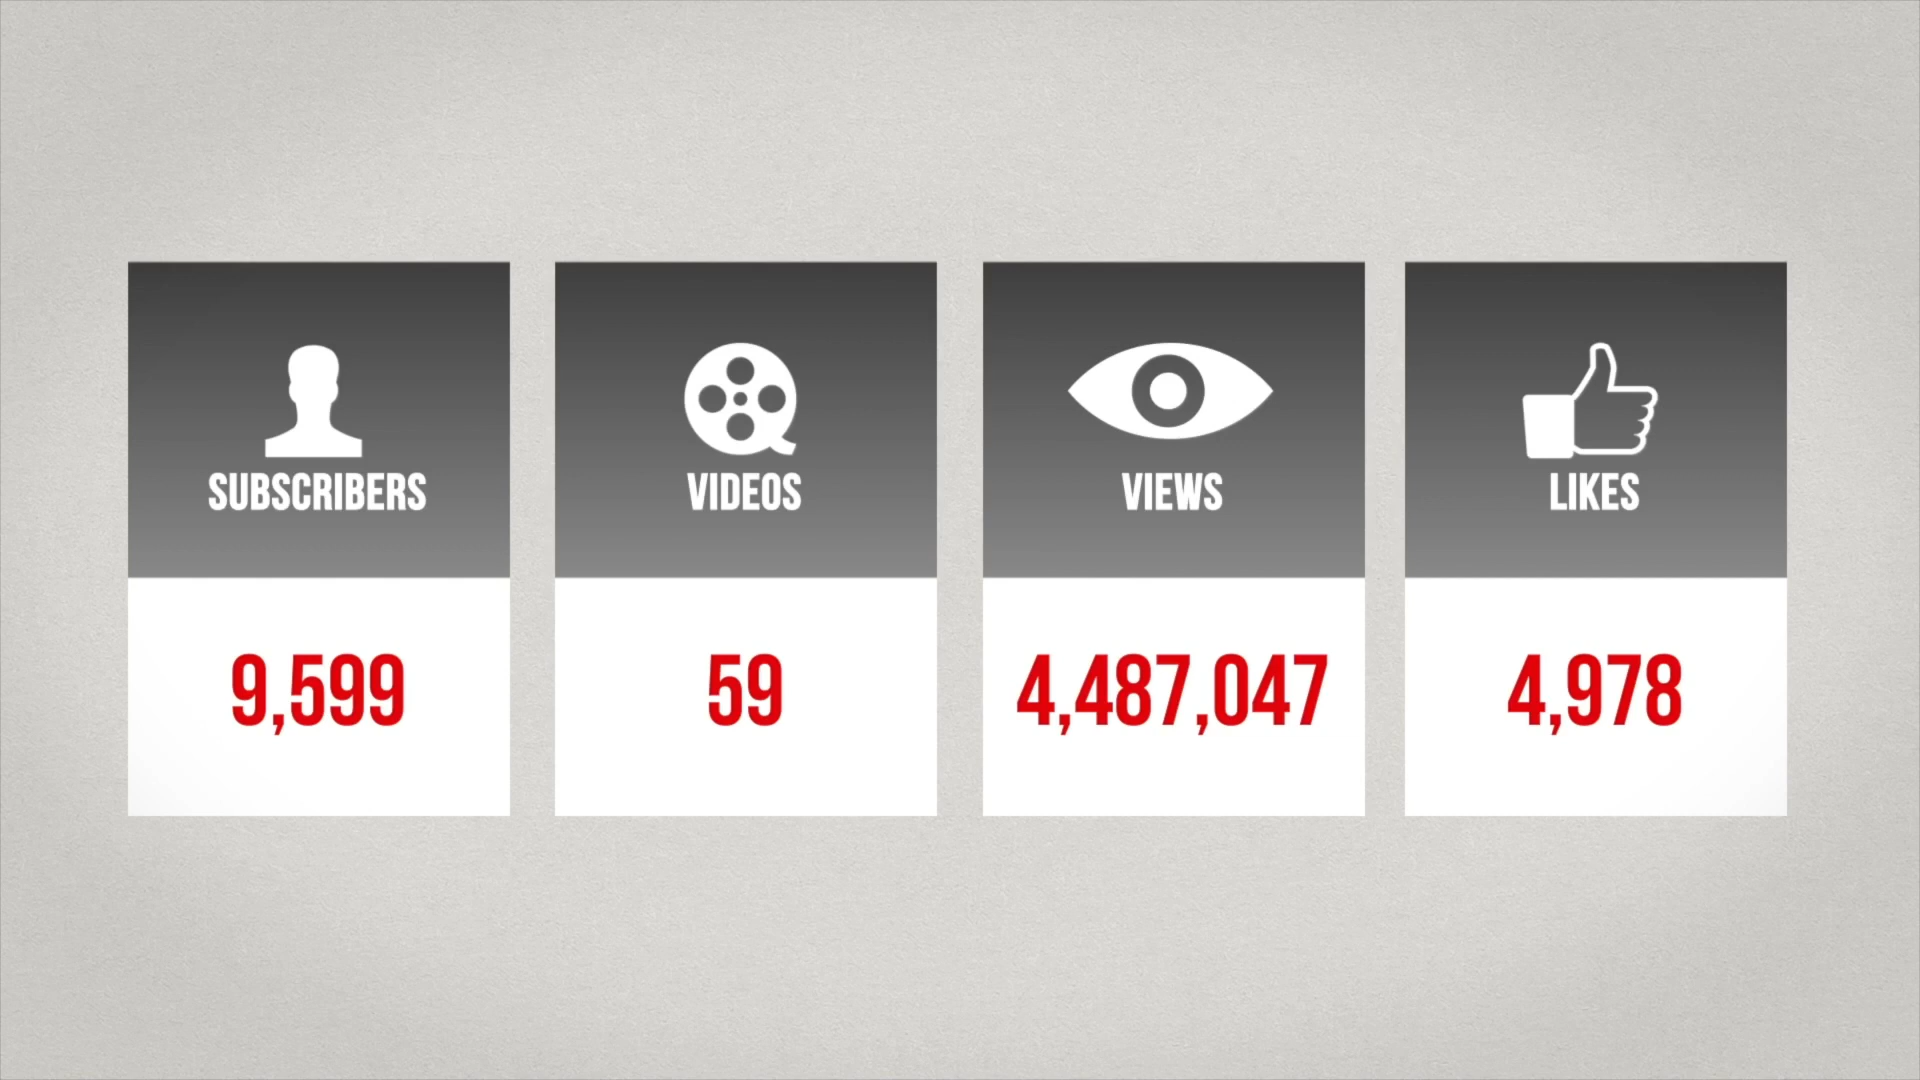 SUBSCRIBERS
9,599
VIDEOS
59
VIEWS
4,487,047
LIKES
4,978